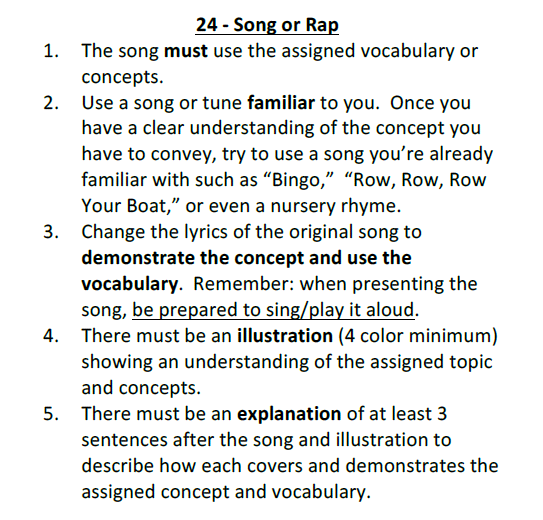 24 - Song or Rap
1. The song must use the assigned vocabulary or
concepts.
2. Use a song or tune familiar to you.  Once you
have a clear understanding of the concept you
have to convey, try to use a song you’re already
familiar with such as “Bingo,”  “Row, Row, Row
Your Boat,” or even a nursery rhyme.
3. Change the lyrics of the original song to
demonstrate the concept and use the
vocabulary.  Remember: when presenting the
song, be prepared to sing/play it aloud.
4. There must be an illustration (4 color minimum)
showing an understanding of the assigned topic
and concepts.
5. There must be an explanation of at least 3
sentences after the song and illustration to
describe how each covers and demonstrates the
assigned concept and vocabulary.